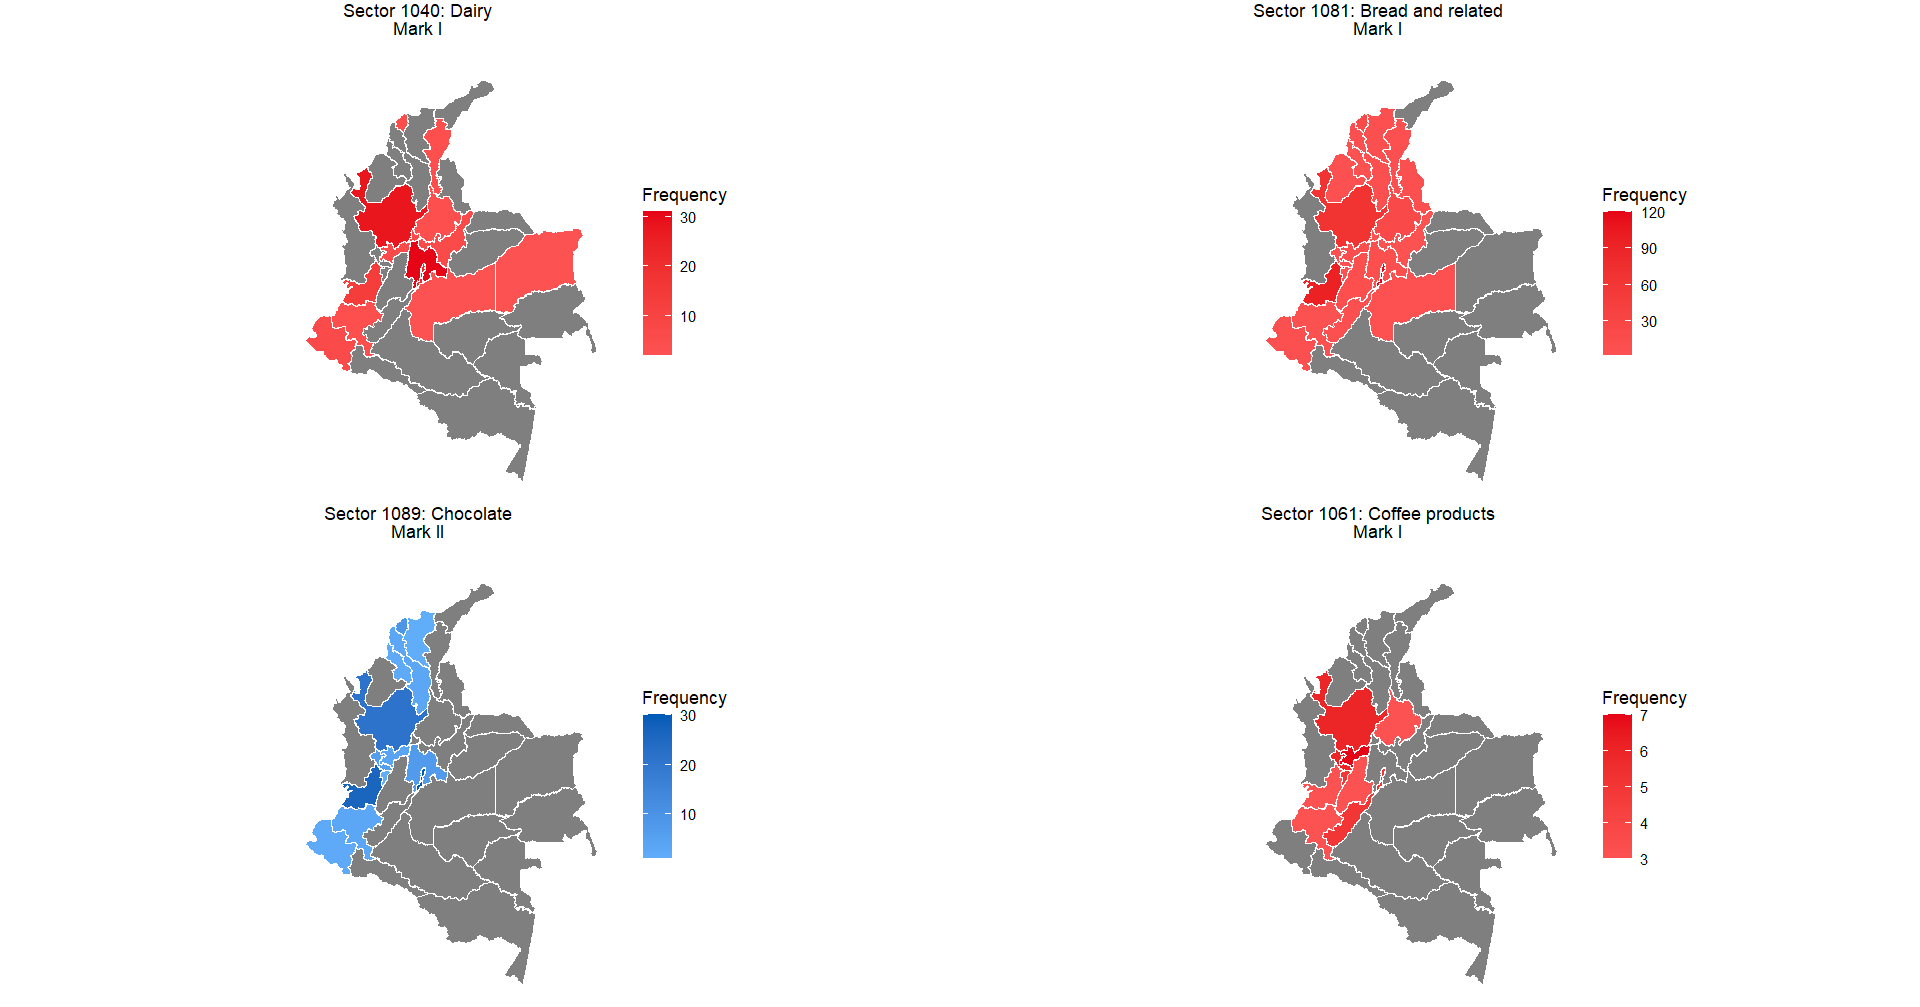 Sector 1040: Dairy
Mark I
Frequency
30
20
10
Sector 1081: Bread and related
Mark I
Frequency
120
90
60
30
Sector 1089: Chocolate
Mark II
Frequency
30
20
10
Sector 1061: Coffee products
Mark I
Frequency
7
6
5
4
3